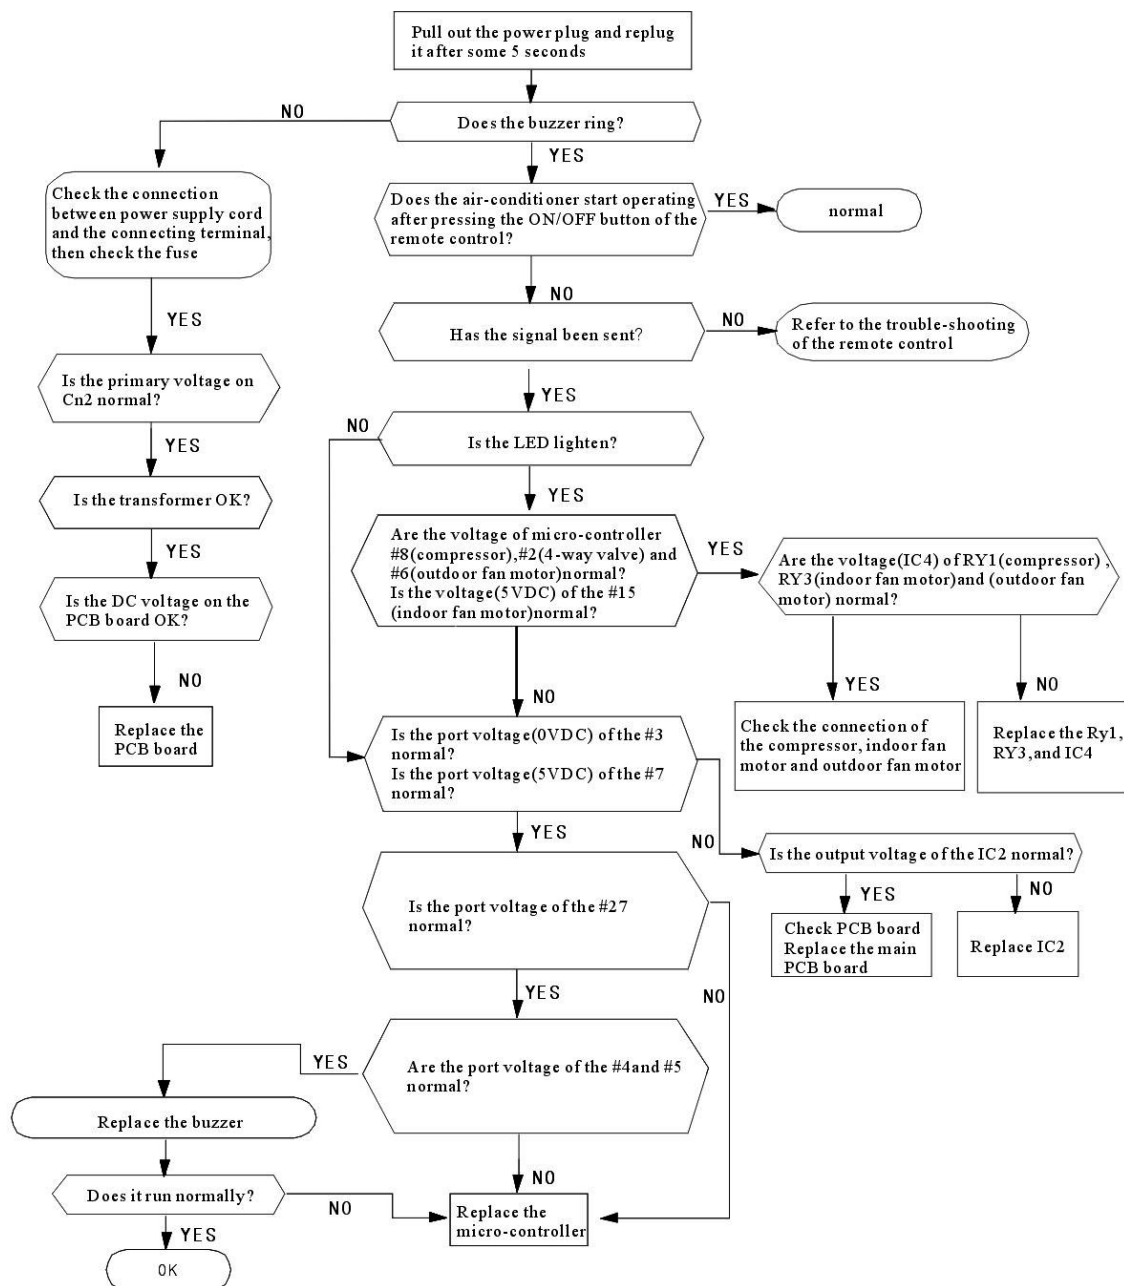 Pull out the power plug and replug
it after some 5 seconds
NO
Does the buzzer ring?
YES
Check the connection
between power supply cord
and the connecting terminal,
then check the fuse
Does the air-conditioner start operating
after pressing the ON/OFF button of the
remote control?
YES
normal
NO
YES
Has the signal been sent?
NO
Refer to the trouble-shooting
of the remote control
Is the primary voltage on
Cn2 normal?
YES
NO
Is the LED lighten?
YES
Is the transformer OK?
YES
YES
Are the voltage of micro-controller
#8(compressor),#2(4-way valve) and
#6(outdoor fan motor)normal?
Is the voltage(5VDC) of the #15
(indoor fan motor)normal?
YES
Are the voltage(IC4) of RY1(compressor) ,
RY3(indoor fan motor)and (outdoor fan
motor) normal?
Is the DC voltage on the
PCB board OK?
NO
NO
YES
NO
Replace the
PCB board
Is the port voltage(0VDC) of the #3
normal?
Is the port voltage(5VDC) of the #7
normal?
Check the connection of
the compressor, indoor fan
motor and outdoor fan motor
Replace the Ry1,
RY3,and IC4
YES
NO
Is the output voltage of the IC2 normal?
YES
NO
Is the port voltage of the #27
normal?
Check PCB board
Replace the main
PCB board
Replace IC2
YES
NO
YES
Are the port voltage of the #4and #5
normal?
Replace the buzzer
NO
Does it run normally?
NO
Replace the
micro-controller
YES
OK